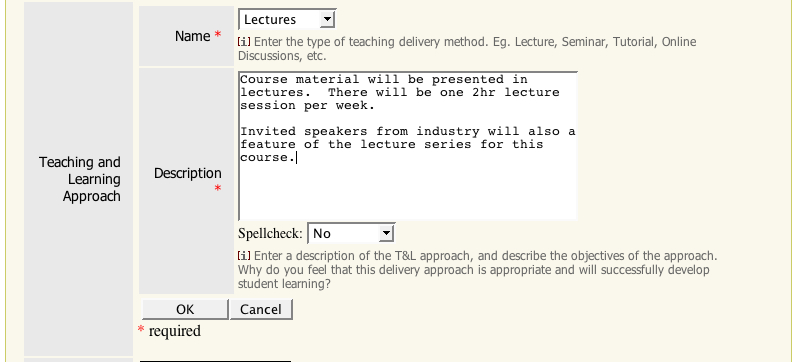 Name *
Lectures
[i] Enter the type of teaching delivery method. Eg. Lecture, Seminar, Tutorial, Online
Discussions, etc.
Teaching and
Learning
Approach
Description
*
Course material will be presented in
lectures.  There will be one 2hr lecture
session per week.
Invited speakers from industry will also a
feature of the lecture series for this
course.
Spellcheck: No
[i] Enter a description of the T&L approach, and describe the objectives of the approach.
Why do you feel that this delivery approach is appropriate and will successfully develop
student learning?
OK Cancel
* required